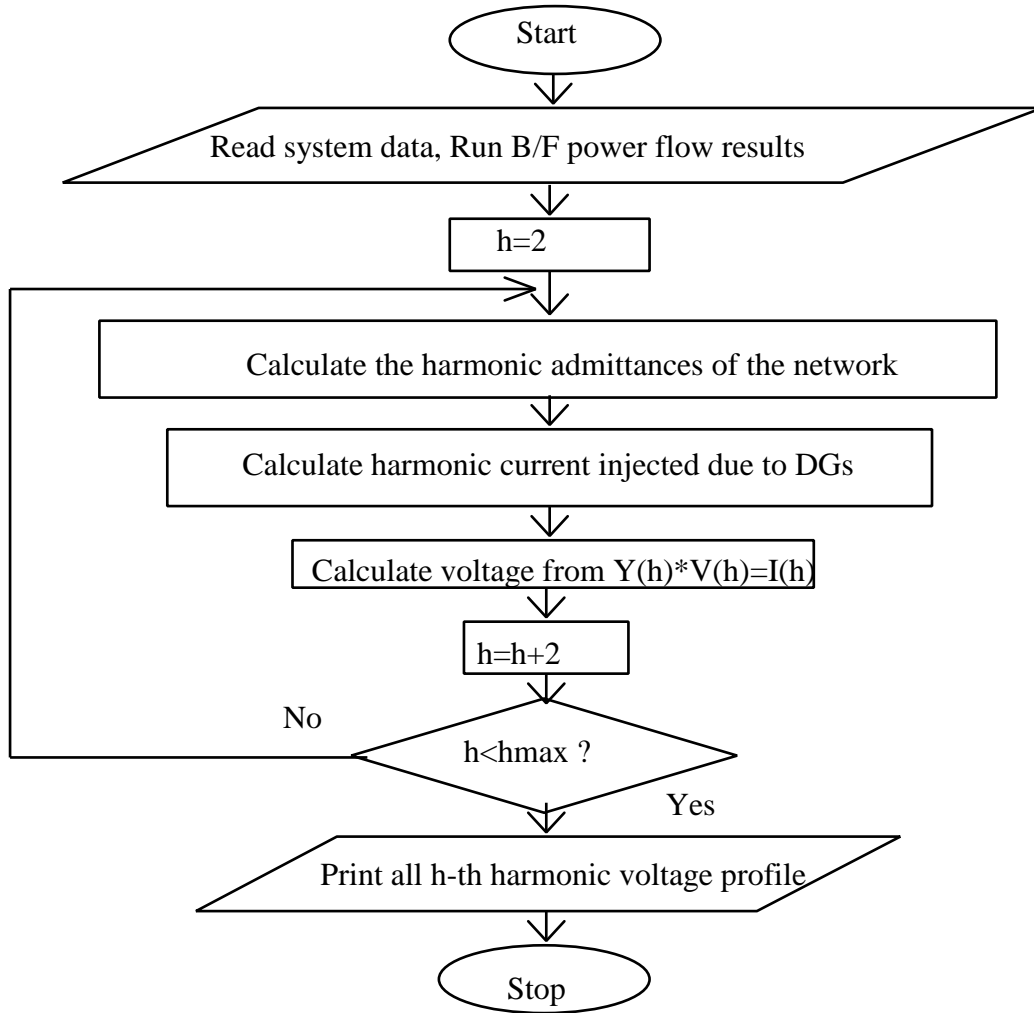 Start
Read system data, Run B/F power flow results
h=2
Calculate the harmonic admittances of the network
Calculate harmonic current injected due to DGs
Calculate voltage from Y(h)*V(h)=I(h)
h=h+2
No
h<hmax ?
Yes
Print all h-th harmonic voltage profile
Stop